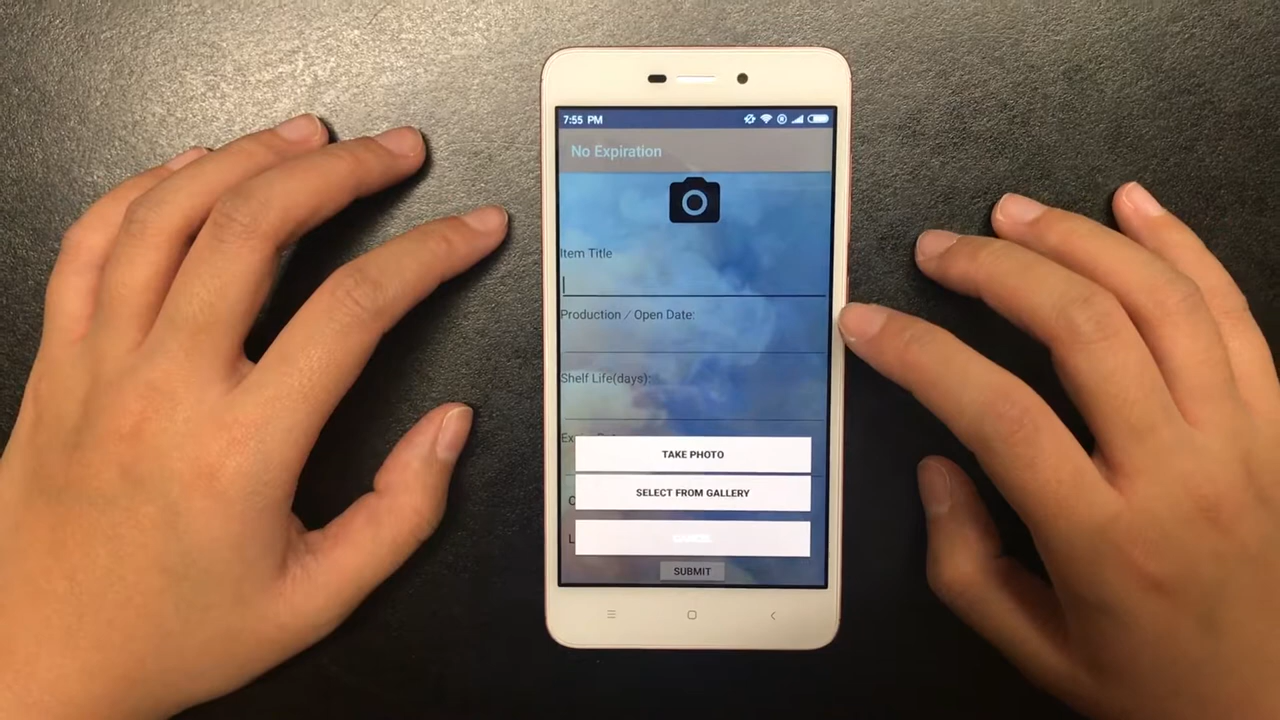 7:55 PM
No Expiration
Item Title
Production / Open Date:
Shelf Life(days):
TAKE PHOTO
SELECT FROM GALLERY
CANCEL
SUBMIT